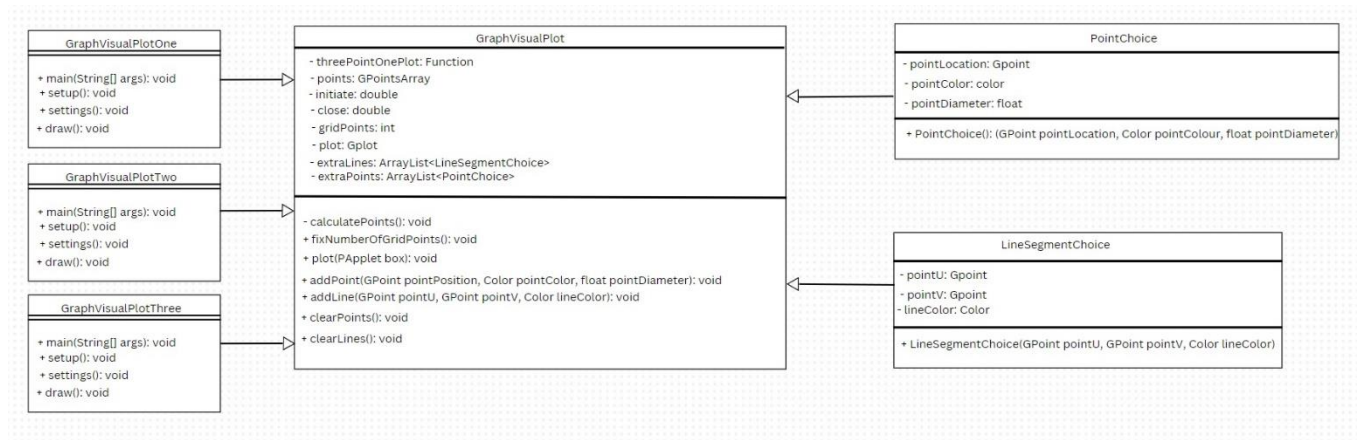 GraphVisualPlotOne
+ main(String[] args): void
+ setup(): void
+ settings(): void
+ draw(): void
GraphVisualPlotTwo
+ main(String[] args): void
+ setup(): void
+ settings(): void
+ draw(): void
GraphVisualPlotThree
+ main(String[] args): void
+ setup(): void
+ settings(): void
+ draw(): void
GraphVisualPlot
- threePointOnePlot: Function
- points: GPointsArray
- initiate: double
- close: double
- gridPoints: int
- plot: Gplot
- extraLines: ArrayList<LineSegmentChoice>
- extraPoints: ArrayList<PointChoice>
- calculatePoints(): void
+ fixNumberOfGridPoints(): void
+ plot(PApplet box): void
+ addPoint(GPoint pointPosition, Color pointColor, float pointDiameter): void
+ addLine(GPoint pointU, GPoint pointV, Color lineColor): void
+ clearPoints(): void
+ clearLines(): void
PointChoice
- pointLocation: Gpoint
- pointColor: color
- pointDiameter: float
+ PointChoice(): (GPoint pointLocation, Color pointColour, float pointDiameter)
LineSegmentChoice
- pointU: Gpoint
- pointV: Gpoint
- lineColor: Color
+ LineSegmentChoice(GPoint pointU, GPoint pointV, Color lineColor)